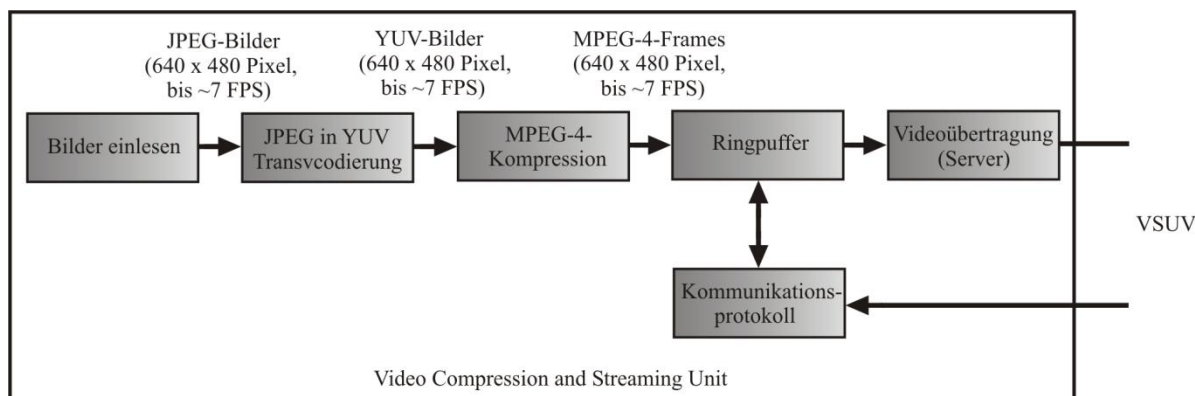 JPEG-Bilder
(640 x 480 Pixel,
bis ~7 FPS)
YUV-Bilder
(640 x 480 Pixel,
bis ~7 FPS)
MPEG-4-Frames
(640 x 480 Pixel,
bis ~7 FPS)
Bilder einlesen
JPEG in YUV
Transvcodierung
MPEG-4-
Kompression
Ringpuffer
Videoübertragung
(Server)
VSUV
Kommunikations-
protokoll
Video Compression and Streaming Unit